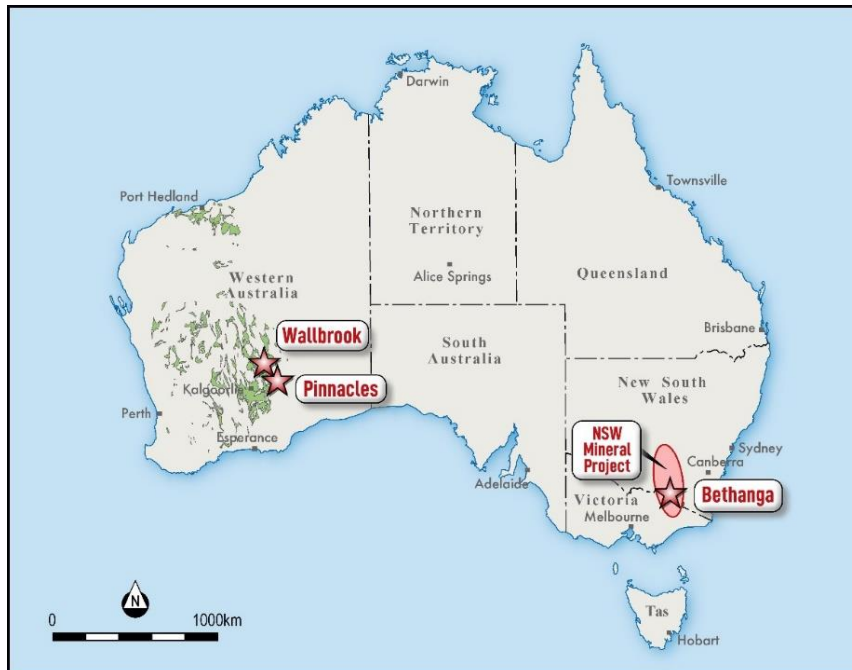 Darwin
Port Hedland
Townsville
Northern
Territory
Alice Springs
Queensland
Western
Australia
Wallbrook
South
Australia
Brisbane
Kalgoorlie
Pinnacles
New South
Wales
Perth
Esperance
NSW
Mineral
Project
Sydney
Canberra
Adelaide
Victoria
Bethanga
Melbourne
N
0 1000km
Tas
Hobart